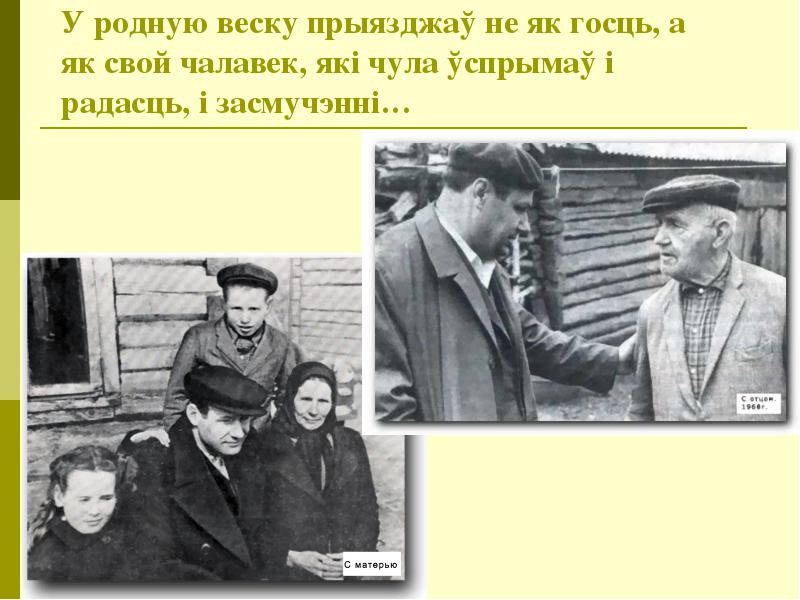 У родную веску прыязджаў не як госць, а
як свой чалавек, які чула ўспрымаў і
радасць, і засмучэнні…
С отцом.
1968г.
С матерью